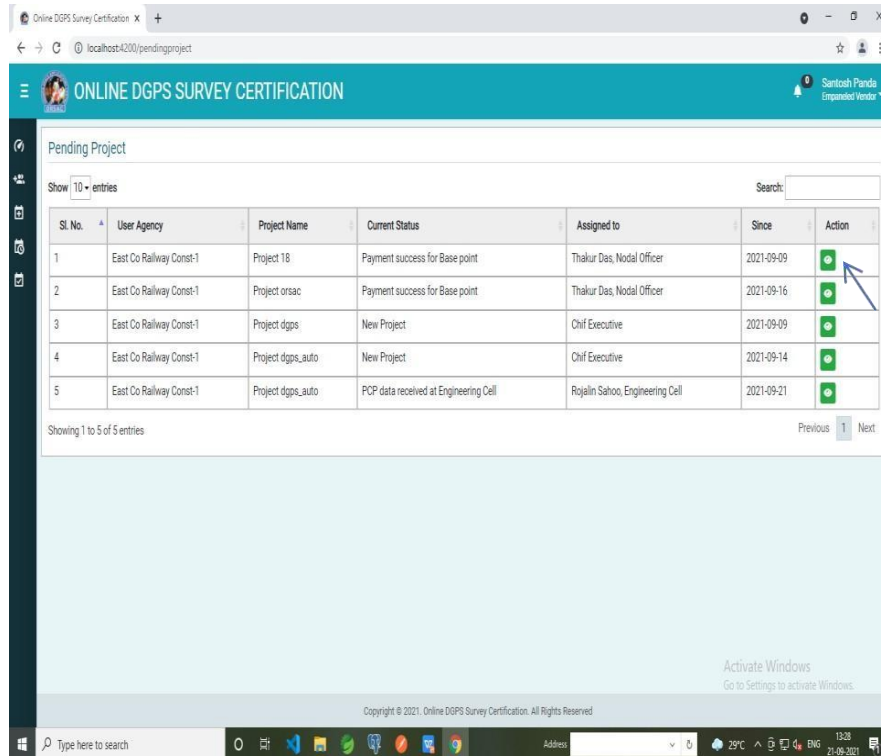 Online DGPS Survey Certification
localhost:4200/pendingproject
ONLINE DGPS SURVEY CERTIFICATION
0
Santosh Panda
Empaneled Vendor
Pending Project
Show 10 entries
Search:
Sl. No. User Agency Project Name Current Status Assigned to Since Action
1 East Co Railway Const-1 Project 18 Payment success for Base point Thakur Das, Nodal Officer 2021-09-09
2 East Co Railway Const-1 Project orsac Payment success for Base point Thakur Das, Nodal Officer 2021-09-16
3 East Co Railway Const-1 Project dgps New Project Chif Executive 2021-09-09
4 East Co Railway Const-1 Project dgps_auto New Project Chif Executive 2021-09-14
5 East Co Railway Const-1 Project dgps_auto PCP data received at Engineering Cell Rojalin Sahoo, Engineering Cell 2021-09-21
Showing 1 to 5 of 5 entries
Previous 1 Next
Activate Windows
Go to Settings to activate Windows.
Copyright © 2021. Online DGPS Survey Certification. All Rights Reserved
Type here to search
Address
29°C
ENG
13:28
21-09-2021